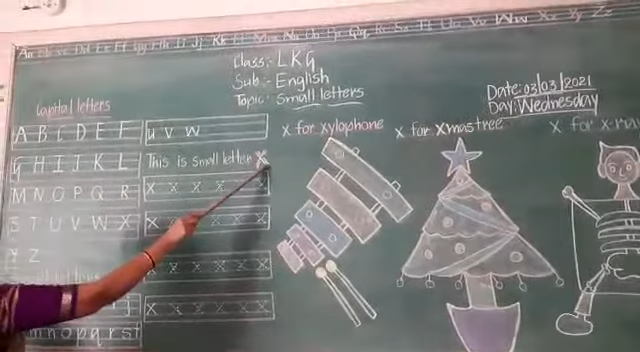 Class:- LKG
Sub:- English
Topic:- Small letters
Date: 03/03/2021
Day: Wednesday
Capital letters
A B C D E F
G H I J K L
M N O P Q R
S T U V W X
Y Z
u v w
This is small letter x
x x x x x
x x x x x
x x x x x x
x x x x x x
m n o p q r s t
x for xylophone
x for xmas tree
x for x-ray